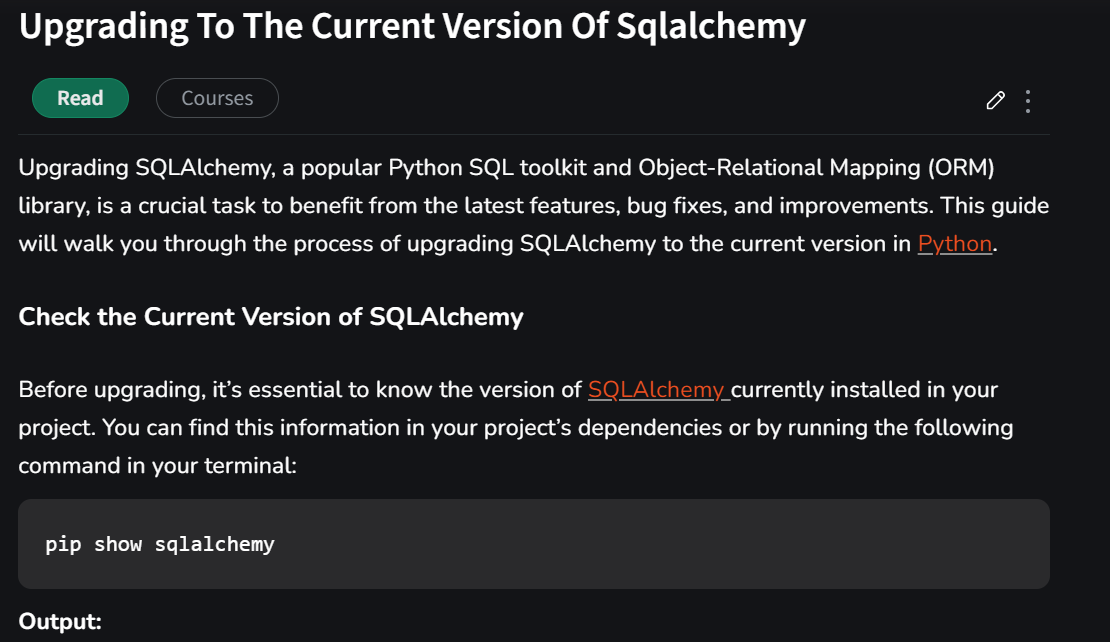 Upgrading To The Current Version Of Sqlalchemy
Read
Courses
Upgrading SQLAlchemy, a popular Python SQL toolkit and Object-Relational Mapping (ORM)
library, is a crucial task to benefit from the latest features, bug fixes, and improvements. This guide
will walk you through the process of upgrading SQLAlchemy to the current version in Python.
Check the Current Version of SQLAlchemy
Before upgrading, it’s essential to know the version of SQLAlchemy currently installed in your
project. You can find this information in your project’s dependencies or by running the following
command in your terminal:
pip show sqlalchemy
Output: